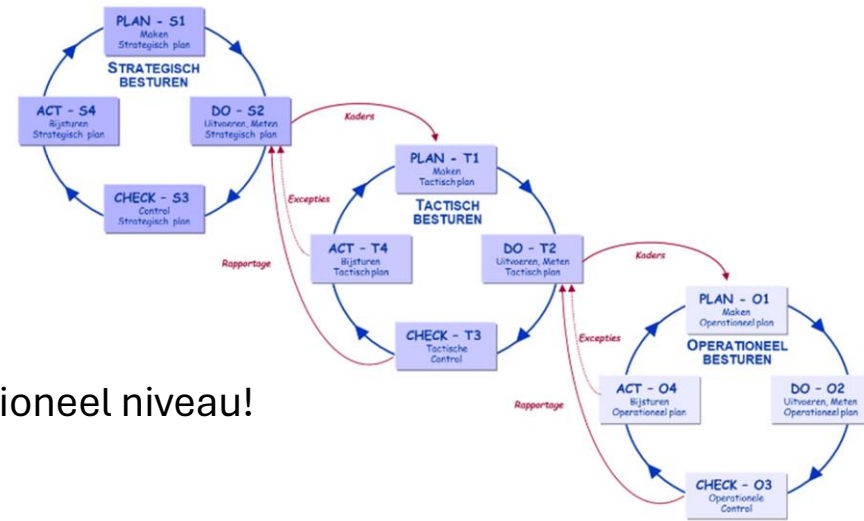 PLAN - S1
Maken
Strategisch plan
STRATEGISCH
BESTUREN
ACT - S4
Bijsturen
Strategisch plan
DO - S2
Uitvoeren, Meten
Strategisch plan
CHECK - S3
Control
Strategisch plan
Kaders
Excepties
Rapportage
PLAN - T1
Maken
Tactisch plan
TACTISCH
BESTUREN
ACT - T4
Bijsturen
Tactisch plan
DO - T2
Uitvoeren, Meten
Tactisch plan
CHECK - T3
Tactische
Control
Kaders
Excepties
Rapportage
PLAN - O1
Maken
Operationeel plan
OPERATIONEEL
BESTUREN
ACT - O4
Bijsturen
Operationeel plan
DO - O2
Uitvoeren, Meten
Operationeel plan
CHECK - O3
Operationele
Control
ioneel niveau!